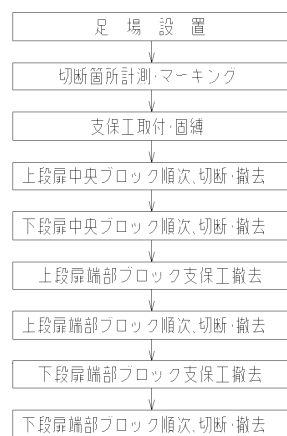 足場設置
切断箇所計測・マーキング
支保工取付・固縛
上段扉中央ブロック順次、切断・撤去
下段扉中央ブロック順次、切断・撤去
上段扉端部ブロック支保工撤去
上段扉端部ブロック順次、切断・撤去
下段扉端部ブロック支保工撤去
下段扉端部ブロック順次、切断・撤去